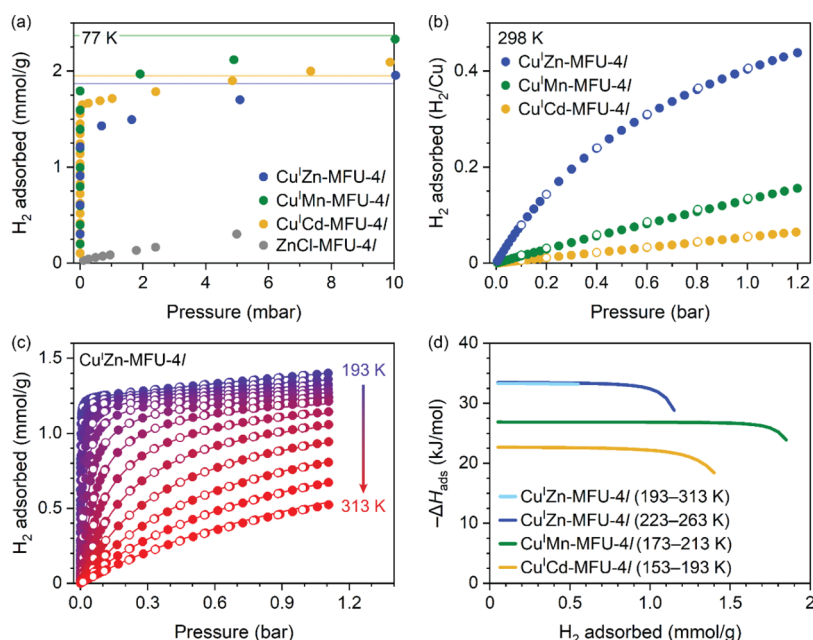 (a)
77 K
H₂ adsorbed (mmol/g)
0
1
2
3
0
2
4
6
8
10
Pressure (mbar)
CuᴵZn-MFU-4l
CuᴵMn-MFU-4l
CuᴵCd-MFU-4l
ZnCl-MFU-4l
(b)
298 K
CuᴵZn-MFU-4l
CuᴵMn-MFU-4l
CuᴵCd-MFU-4l
H₂ adsorbed (H₂/Cu)
0
0.2
0.4
0.0
0.2
0.4
0.6
0.8
1.0
1.2
Pressure (bar)
(c)
CuᴵZn-MFU-4l
193 K
313 K
H₂ adsorbed (mmol/g)
0.0
0.5
1.0
1.5
0.0
0.3
0.6
0.9
1.2
Pressure (bar)
(d)
−ΔHads (kJ/mol)
0
10
20
30
40
CuᴵZn-MFU-4l (193–313 K)
CuᴵZn-MFU-4l (223–263 K)
CuᴵMn-MFU-4l (173–213 K)
CuᴵCd-MFU-4l (153–193 K)
0
0.5
1
1.5
2
H₂ adsorbed (mmol/g)